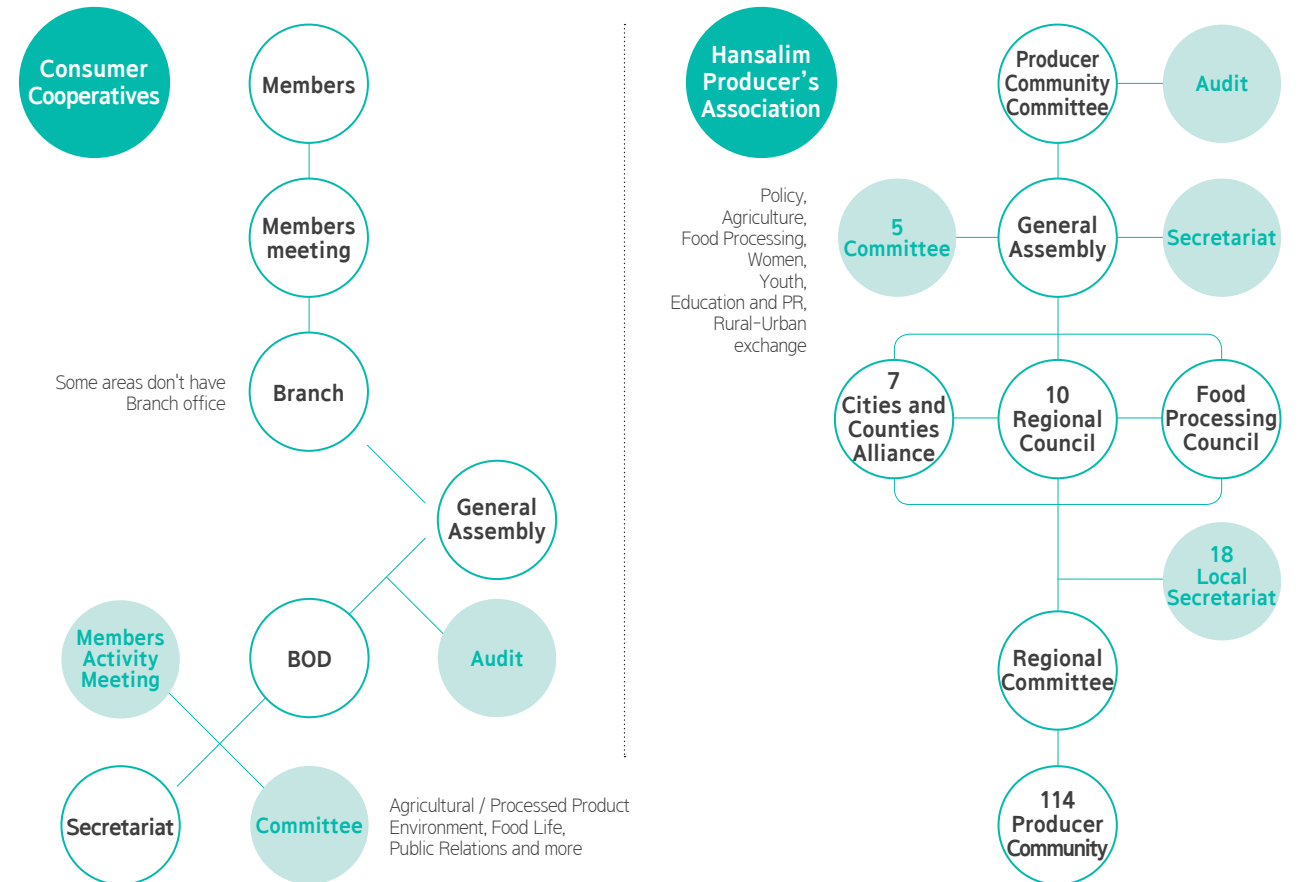 Consumer
Cooperatives
Members
Members
meeting
Some areas don't have
Branch office
Branch
General
Assembly
Members
Activity
Meeting
BOD
Audit
Secretariat
Committee
Agricultural / Processed Product
Environment, Food Life,
Public Relations and more
Hansalim
Producer's
Association
Producer
Community
Committee
Audit
Policy,
Agriculture,
Food Processing,
Women,
Youth,
Education and PR,
Rural-Urban
exchange
5
Committee
General
Assembly
Secretariat
7
Cities and
Counties
Alliance
10
Regional
Council
Food
Processing
Council
18
Local
Secretariat
Regional
Committee
114
Producer
Community